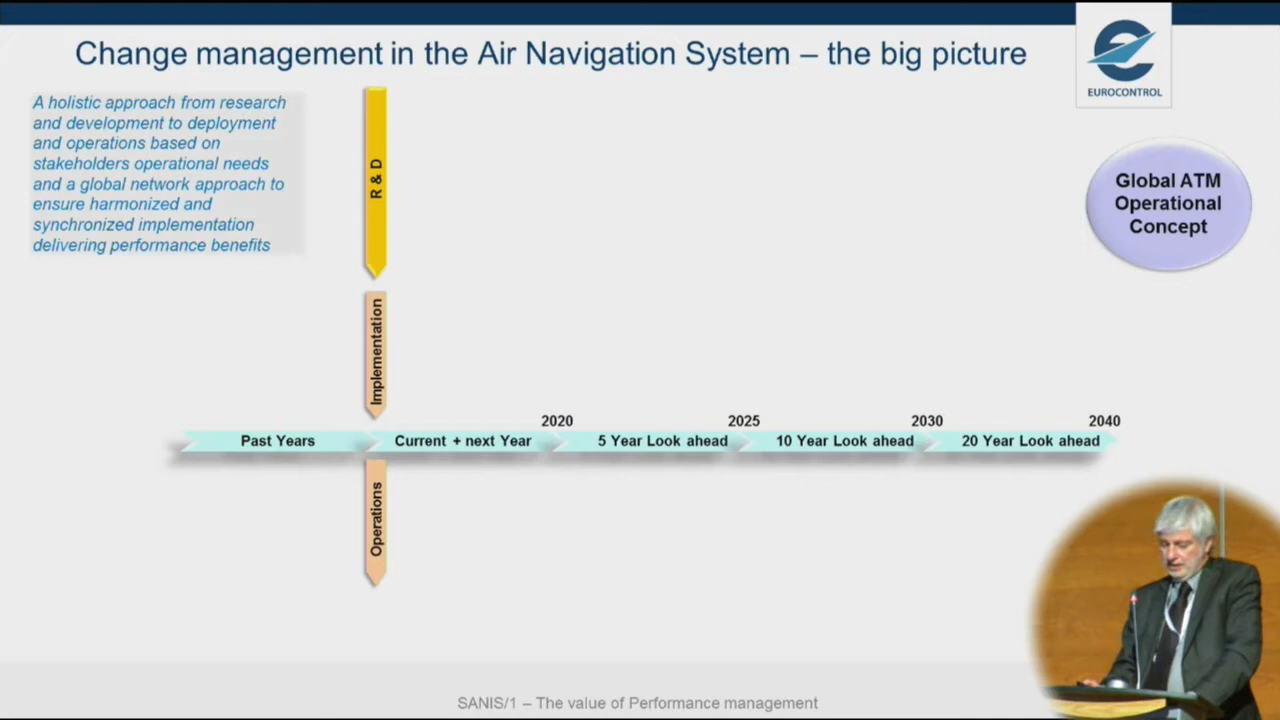 Change management in the Air Navigation System – the big picture
EUROCONTROL
A holistic approach from research
and development to deployment
and operations based on
stakeholders operational needs
and a global network approach to
ensure harmonized and
synchronized implementation
delivering performance benefits
R & D
Global ATM
Operational
Concept
Implementation
2020
2025
2030
2040
Past Years
Current + next Year
5 Year Look ahead
10 Year Look ahead
20 Year Look ahead
Operations
SANIS/1 – The value of Performance management